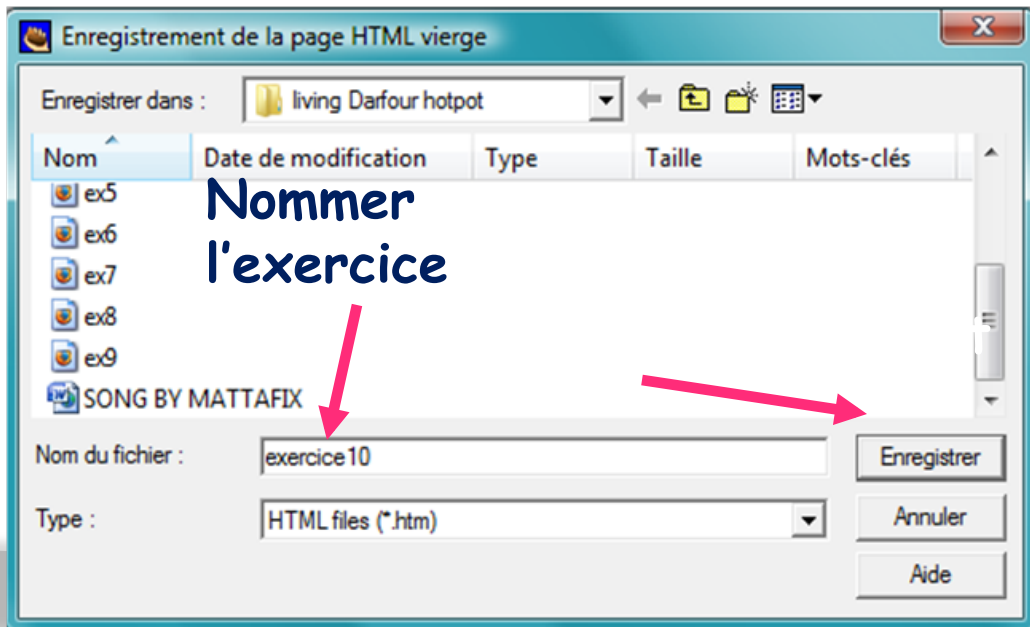 Enregistrement de la page HTML vierge
x
Enregistrer dans : living Darfour hotpot
Nom Date de modification Type Taille Mots-clés
ex5
ex6
ex7
ex8
ex9
SONG BY MATTAFIX
Nommer
l'exercice
Nom du fichier : exercice10 Enregistrer
Type : HTML files (*.htm) Annuler
Aide